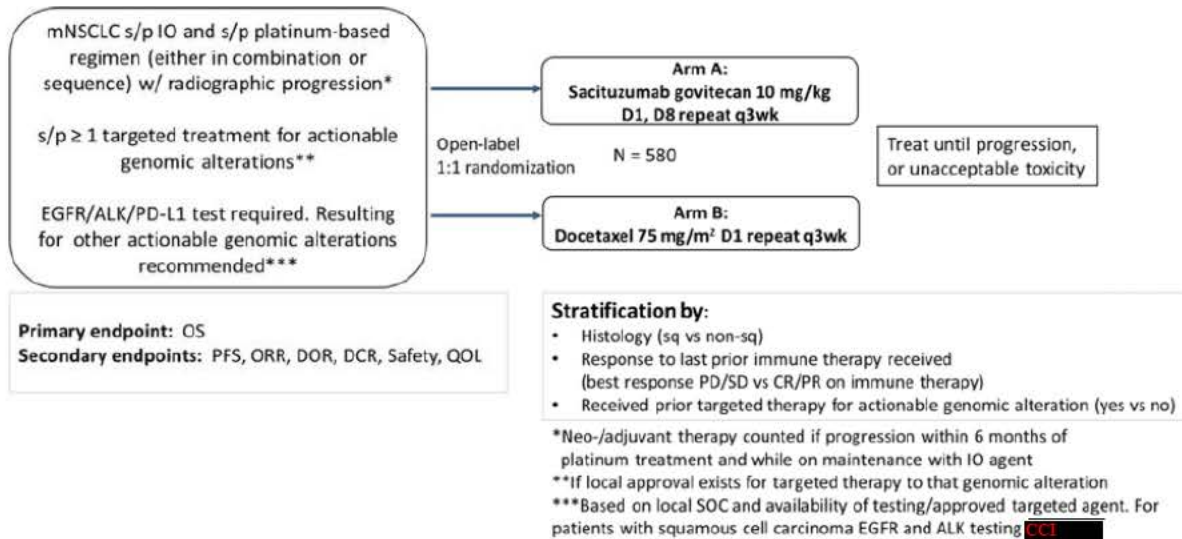 mNSCLC s/p IO and s/p platinum-based
regimen (either in combination or
sequence) w/ radiographic progression*
s/p ≥ 1 targeted treatment for actionable
genomic alterations**
EGFR/ALK/PD-L1 test required. Resulting
for other actionable genomic alterations
recommended***
Open-label
1:1 randomization
Arm A:
Sacituzumab govitecan 10 mg/kg
D1, D8 repeat q3wk
N = 580
Arm B:
Docetaxel 75 mg/m² D1 repeat q3wk
Treat until progression,
or unacceptable toxicity
Primary endpoint: OS
Secondary endpoints: PFS, ORR, DOR, DCR, Safety, QOL
Stratification by:
• Histology (sq vs non-sq)
• Response to last prior immune therapy received
(best response PD/SD vs CR/PR on immune therapy)
• Received prior targeted therapy for actionable genomic alteration (yes vs no)
*Neo-/adjuvant therapy counted if progression within 6 months of
platinum treatment and while on maintenance with IO agent
**If local approval exists for targeted therapy to that genomic alteration
***Based on local SOC and availability of testing/approved targeted agent. For
patients with squamous cell carcinoma EGFR and ALK testing CCI